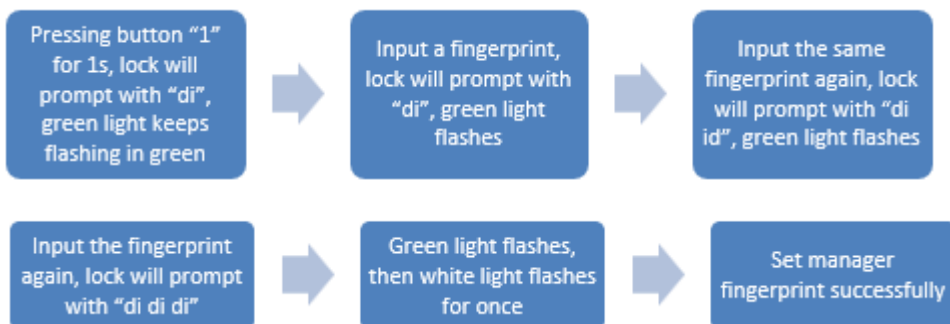 Pressing button “1”
for 1s, lock will
prompt with “di”,
green light keeps
flashing in green
Input a fingerprint,
lock will prompt with
“di”, green light
flashes
Input the same
fingerprint again, lock
will prompt with “di
id”, green light flashes
Input the fingerprint
again, lock will prompt
with “di di di”
Green light flashes,
then white light flashes
for once
Set manager
fingerprint successfully